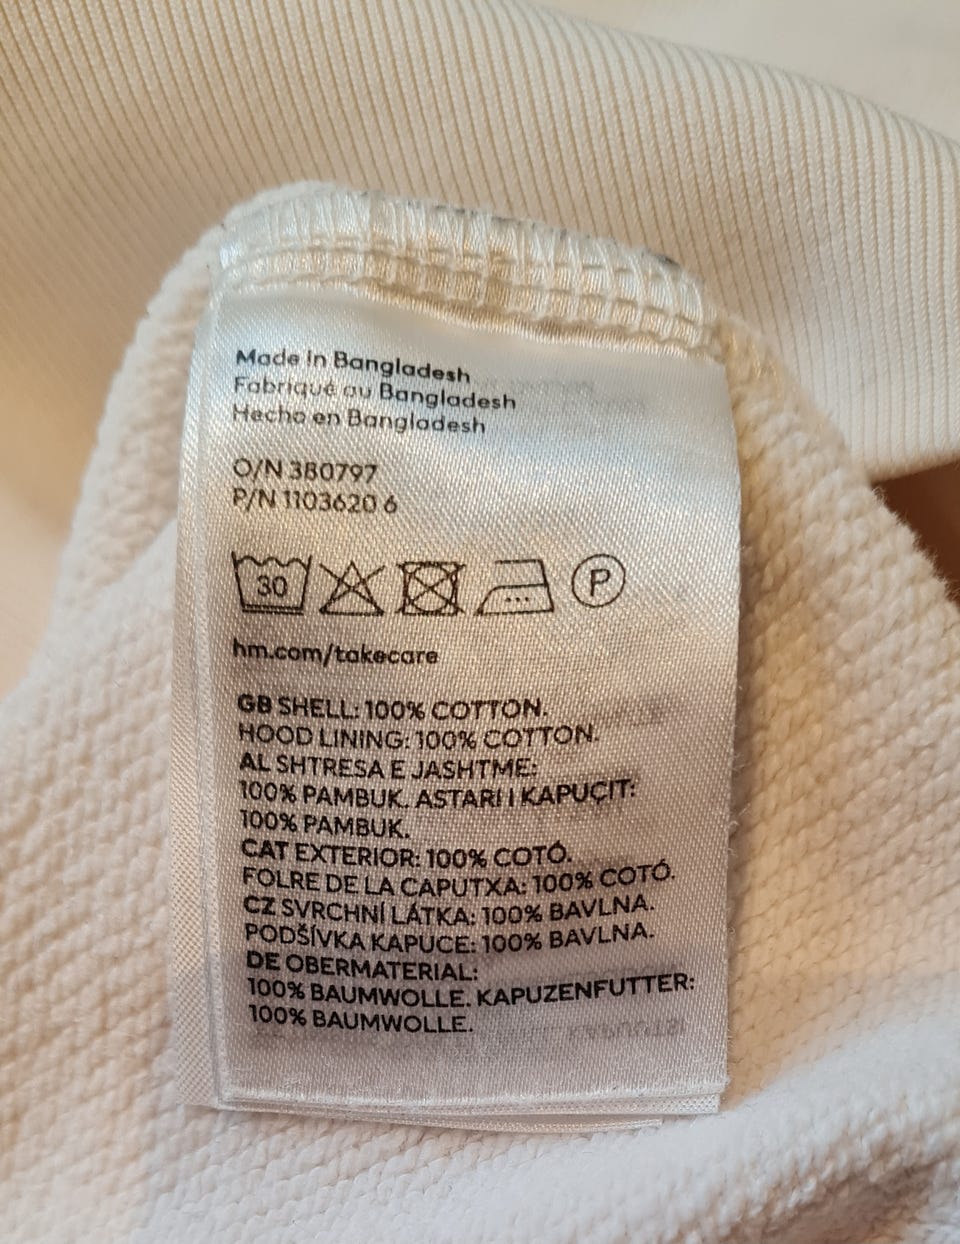 Made in Bangladesh
Fabriqué au Bangladesh
Hecho en Bangladesh
O/N 380797
P/N 1103620 6
30 P
hm.com/takecare
GB SHELL: 100% COTTON.
HOOD LINING: 100% COTTON.
AL SHTRESA E JASHTME:
100% PAMBUK. ASTARI I KAPUÇIT:
100% PAMBUK.
CAT EXTERIOR: 100% COTÓ.
FOLRE DE LA CAPUTXA: 100% COTÓ.
CZ SVRCHNÍ LÁTKA: 100% BAVLNA.
PODŠÍVKA KAPUCE: 100% BAVLNA.
DE OBERMATERIAL:
100% BAUMWOLLE. KAPUZENFUTTER:
100% BAUMWOLLE.